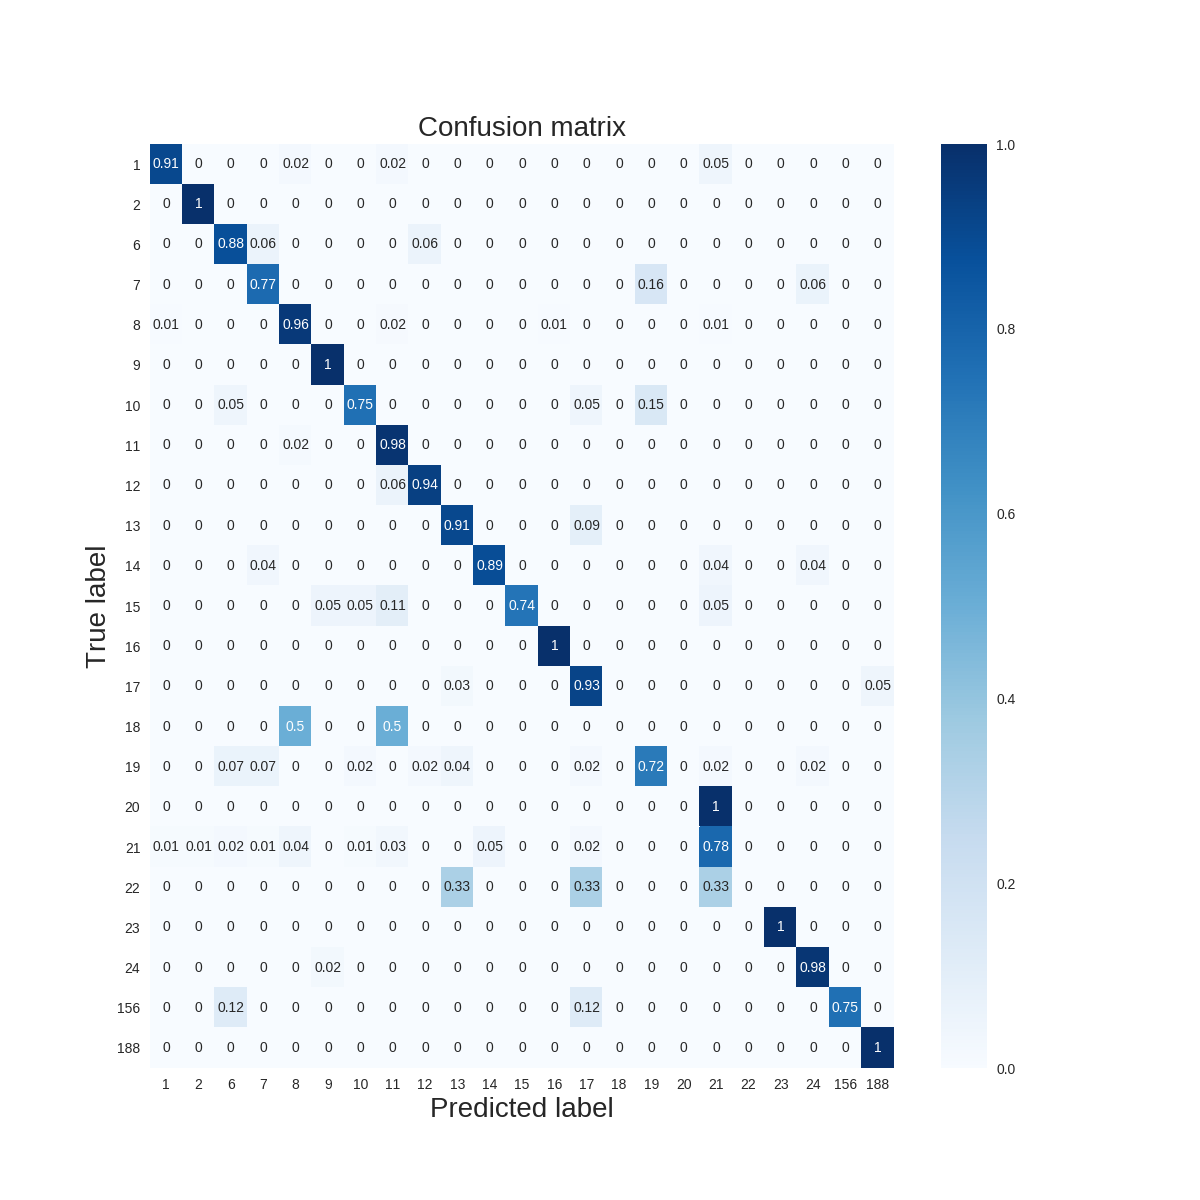 Confusion matrix
1 0.91 0 0 0 0.02 0 0 0.02 0 0 0 0 0 0 0 0 0 0.05 0 0 0 0 0 1.0
2 0 1 0 0 0 0 0 0 0 0 0 0 0 0 0 0 0 0 0 0 0 0 0
6 0 0 0.88 0.06 0 0 0 0 0.06 0 0 0 0 0 0 0 0 0 0 0 0 0 0
7 0 0 0 0.77 0 0 0 0 0 0 0 0 0 0 0 0.16 0 0 0 0 0.06 0 0
8 0.01 0 0 0 0.96 0 0 0.02 0 0 0 0 0.01 0 0 0 0 0.01 0 0 0 0 0 0.8
9 0 0 0 0 0 1 0 0 0 0 0 0 0 0 0 0 0 0 0 0 0 0 0
10 0 0 0.05 0 0 0 0.75 0 0 0 0 0 0 0.05 0 0.15 0 0 0 0 0 0 0
11 0 0 0 0 0.02 0 0 0.98 0 0 0 0 0 0 0 0 0 0 0 0 0 0 0
12 0 0 0 0 0 0 0 0.06 0.94 0 0 0 0 0 0 0 0 0 0 0 0 0 0
13 0 0 0 0 0 0 0 0 0 0.91 0 0 0 0.09 0 0 0 0 0 0 0 0 0 0.6
14 0 0 0 0.04 0 0 0 0 0 0 0.89 0 0 0 0 0 0 0.04 0 0 0.04 0 0
15 0 0 0 0 0 0.05 0.05 0.11 0 0 0 0.74 0 0 0 0 0 0.05 0 0 0 0 0
True label
16 0 0 0 0 0 0 0 0 0 0 0 0 1 0 0 0 0 0 0 0 0 0 0
17 0 0 0 0 0 0 0 0 0 0.03 0 0 0 0.93 0 0 0 0 0 0 0 0 0.05 0.4
18 0 0 0 0 0.5 0 0 0.5 0 0 0 0 0 0 0 0 0 0 0 0 0 0 0
19 0 0 0.07 0.07 0 0 0.02 0 0.02 0.04 0 0 0 0.02 0 0.72 0 0.02 0 0 0.02 0 0
20 0 0 0 0 0 0 0 0 0 0 0 0 0 0 0 0 0 1 0 0 0 0 0
21 0.01 0.01 0.02 0.01 0.04 0 0.01 0.03 0 0 0.05 0 0 0.02 0 0 0 0.78 0 0 0 0 0
22 0 0 0 0 0 0 0 0 0 0.33 0 0 0 0.33 0 0 0 0.33 0 0 0 0 0 0.2
23 0 0 0 0 0 0 0 0 0 0 0 0 0 0 0 0 0 0 0 1 0 0 0
24 0 0 0 0 0 0.02 0 0 0 0 0 0 0 0 0 0 0 0 0 0 0.98 0 0
156 0 0 0.12 0 0 0 0 0 0 0 0 0 0 0.12 0 0 0 0 0 0 0 0.75 0
188 0 0 0 0 0 0 0 0 0 0 0 0 0 0 0 0 0 0 0 0 0 0 1 0.0
1 2 6 7 8 9 10 11 12 13 14 15 16 17 18 19 20 21 22 23 24 156 188
Predicted label